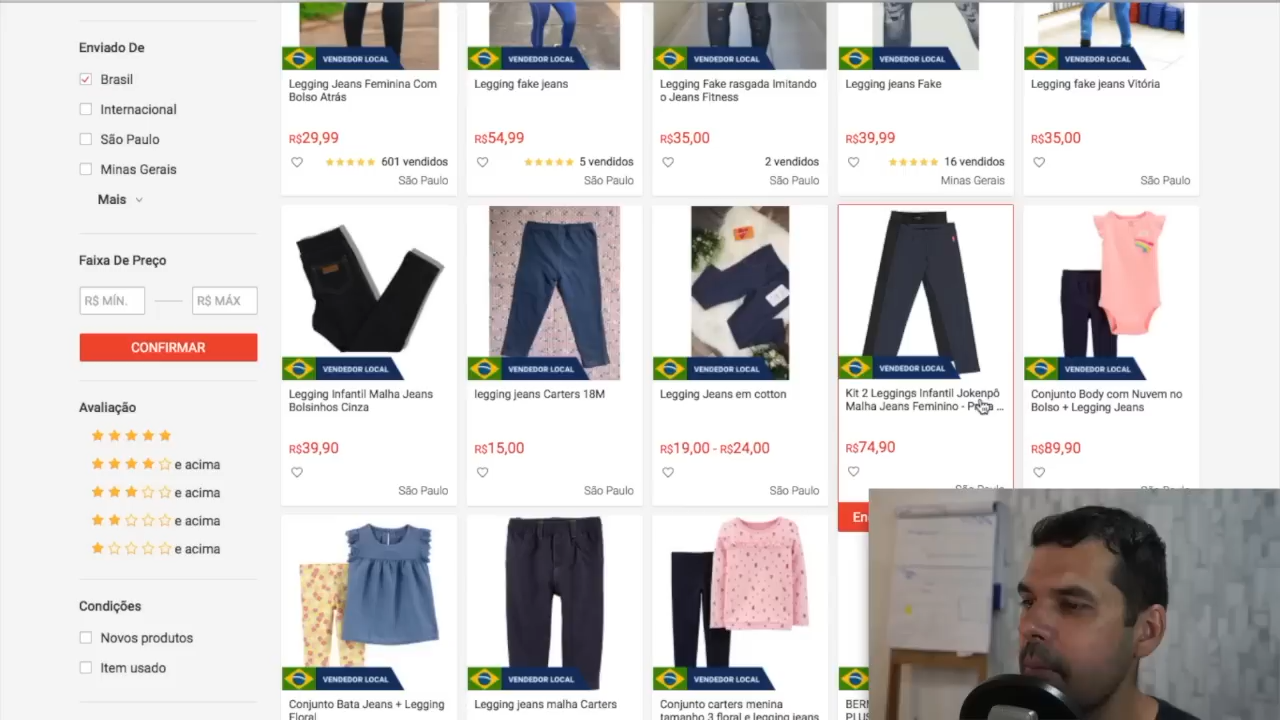 Enviado De
Brasil
Internacional
São Paulo
Minas Gerais
Mais
Faixa De Preço
R$ MÍN.
R$ MÁX
CONFIRMAR
Avaliação
e acima
e acima
e acima
e acima
Condições
Novos produtos
Item usado
VENDEDOR LOCAL
Legging Jeans Feminina Com
Bolso Atrás
R$29,99
601 vendidos
São Paulo
VENDEDOR LOCAL
Legging fake jeans
R$54,99
5 vendidos
São Paulo
VENDEDOR LOCAL
Legging Fake rasgada Imitando
o Jeans Fitness
R$35,00
2 vendidos
São Paulo
VENDEDOR LOCAL
Legging jeans Fake
R$39,99
16 vendidos
Minas Gerais
VENDEDOR LOCAL
Legging fake jeans Vitória
R$35,00
São Paulo
VENDEDOR LOCAL
Legging Infantil Malha Jeans
Bolsinhos Cinza
R$39,90
São Paulo
VENDEDOR LOCAL
legging jeans Carters 18M
R$15,00
São Paulo
VENDEDOR LOCAL
Legging Jeans em cotton
R$19,00 - R$24,00
São Paulo
VENDEDOR LOCAL
Kit 2 Leggings Infantil Jokenpô
Malha Jeans Feminino - ...
R$74,90
São Paulo
VENDEDOR LOCAL
Conjunto Body com Nuvem no
Bolso + Legging Jeans
R$89,90
VENDEDOR LOCAL
Conjunto Bata Jeans + Legging
Floral
VENDEDOR LOCAL
Legging jeans malha Carters
VENDEDOR LOCAL
Conjunto carters menina
tamanho 3 floral e legging jeans